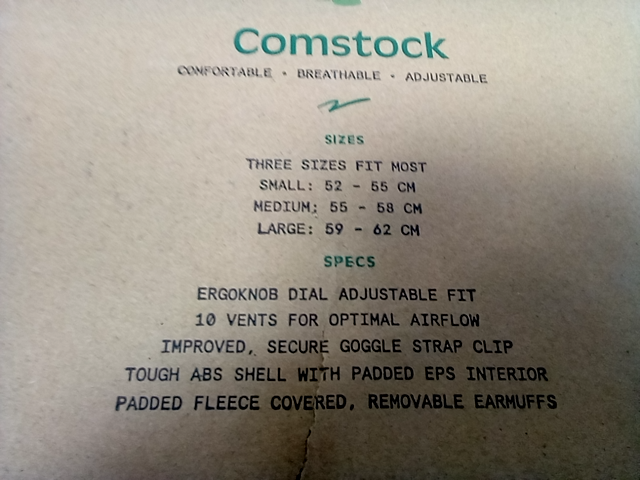 Comstock
COMFORTABLE • BREATHABLE • ADJUSTABLE
SIZES
THREE SIZES FIT MOST
SMALL: 52 - 55 CM
MEDIUM: 55 - 58 CM
LARGE: 59 - 62 CM
SPECS
ERGOKNOB DIAL ADJUSTABLE FIT
10 VENTS FOR OPTIMAL AIRFLOW
IMPROVED, SECURE GOGGLE STRAP CLIP
TOUGH ABS SHELL WITH PADDED EPS INTERIOR
PADDED FLEECE COVERED, REMOVABLE EARMUFFS